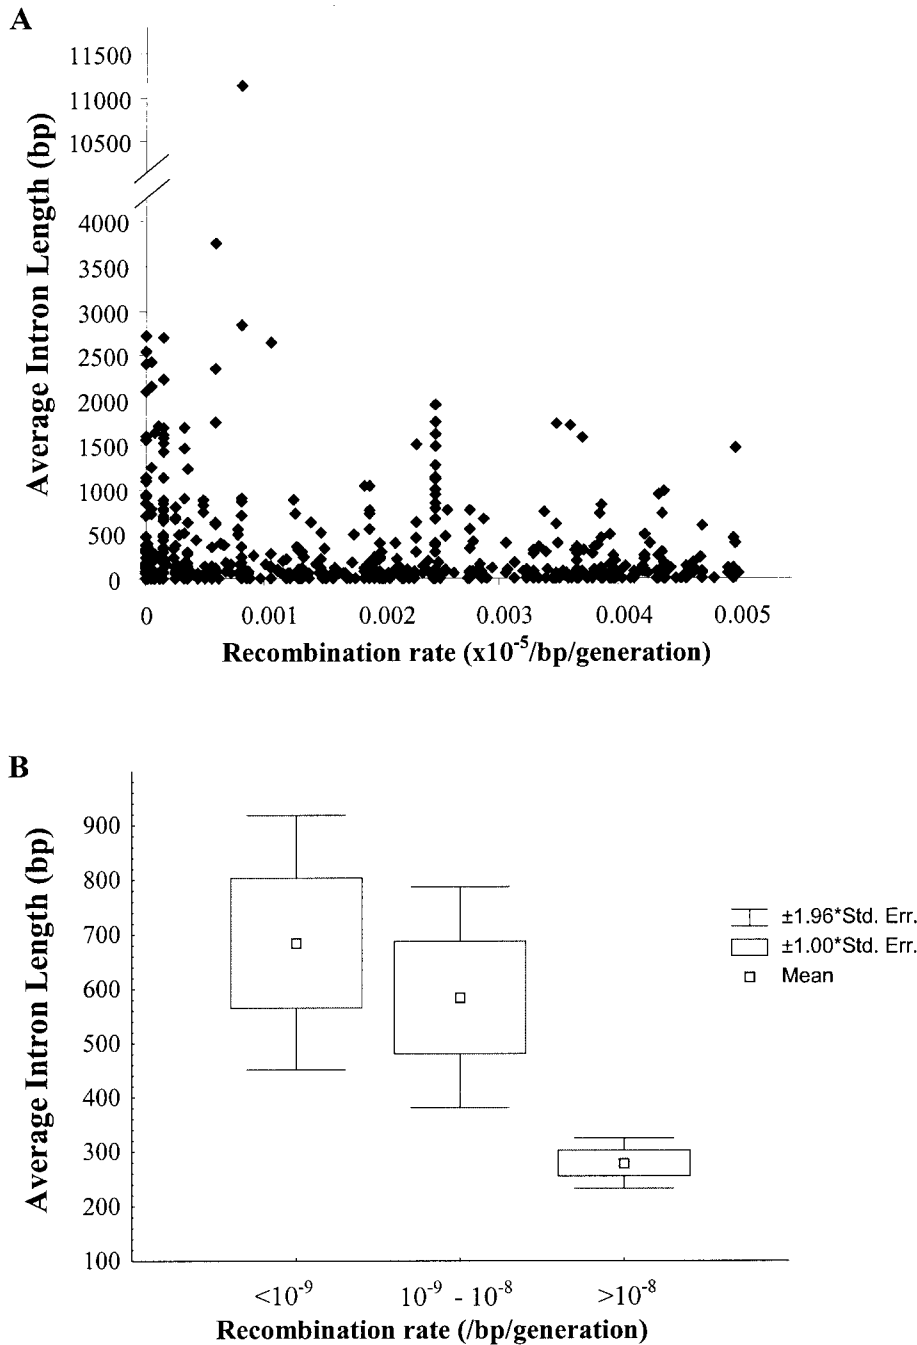 A
Average Intron Length (bp)
11500
11000
10500
4000
3500
3000
2500
2000
1500
1000
500
0
0 0.001 0.002 0.003 0.004 0.005
Recombination rate (x10⁻⁵/bp/generation)
B
Average Intron Length (bp)
900
800
700
600
500
400
300
200
100
<10⁻⁹ 10⁻⁹ - 10⁻⁸ >10⁻⁸
Recombination rate (/bp/generation)
±1.96*Std. Err.
±1.00*Std. Err.
Mean